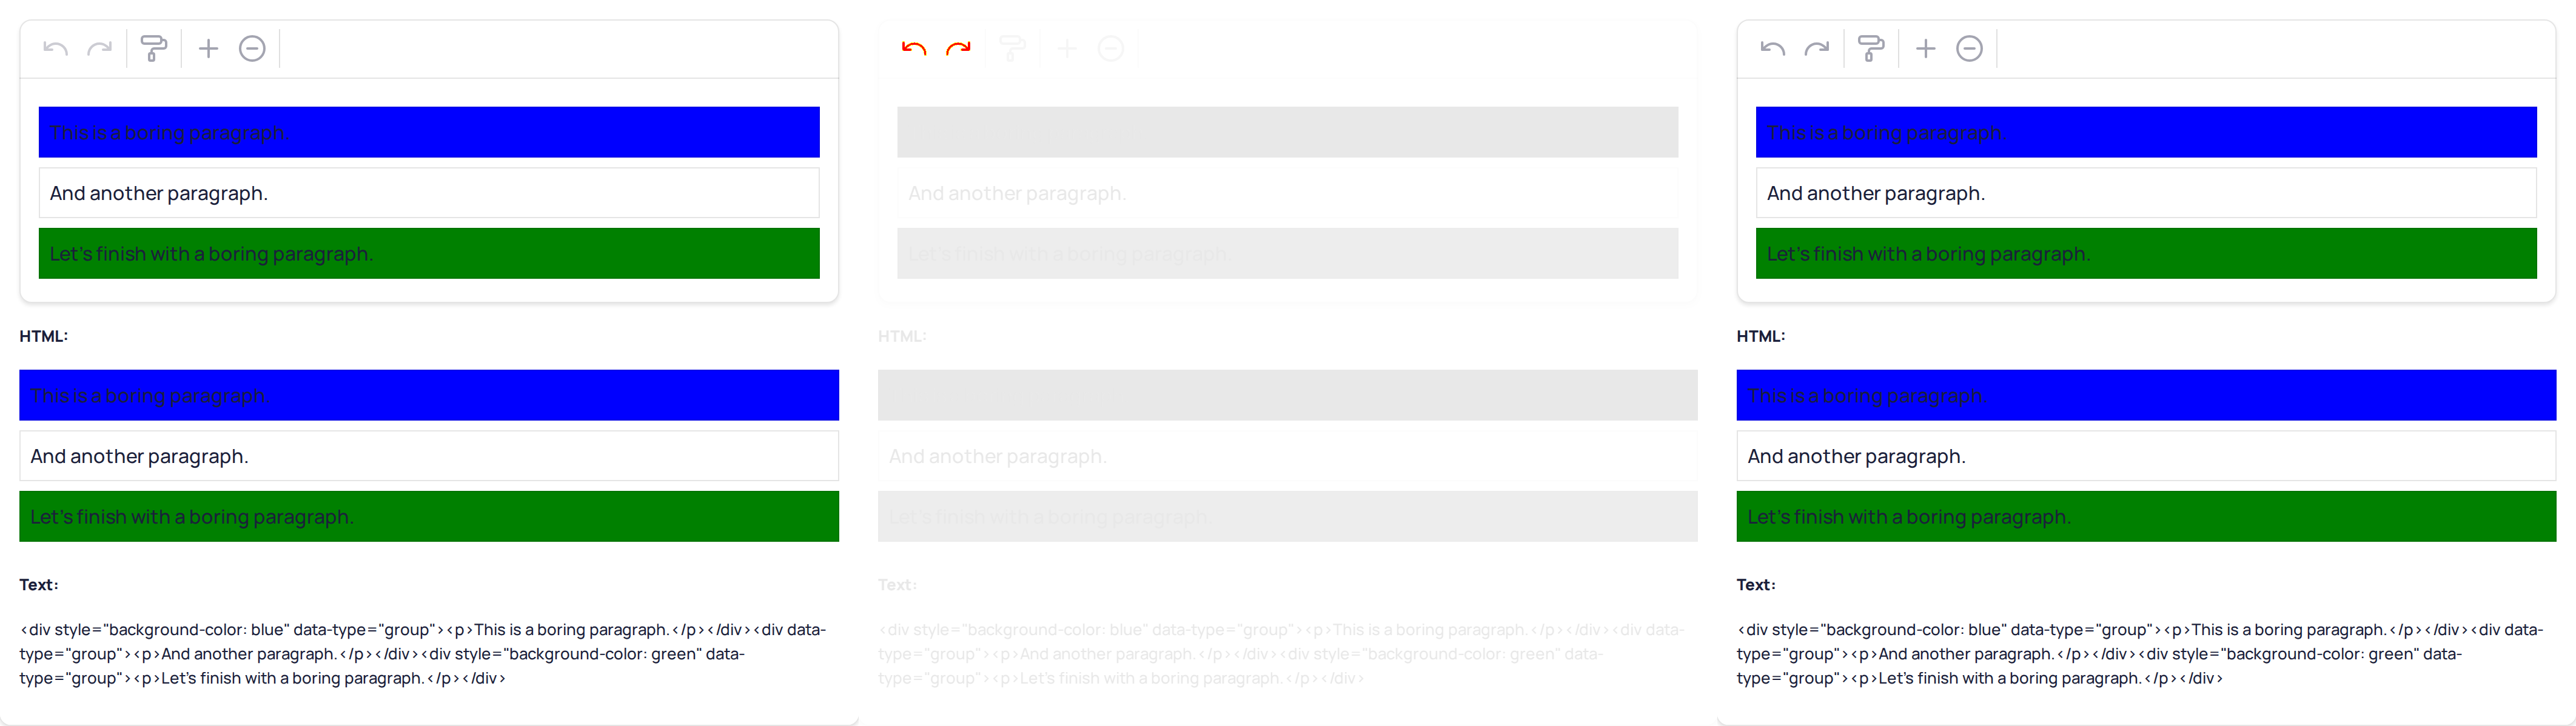 This is a boring paragraph.
And another paragraph.
Let's finish with a boring paragraph.
HTML:
This is a boring paragraph.
And another paragraph.
Let's finish with a boring paragraph.
Text:
<div style="background-color: blue" data-type="group"><p>This is a boring paragraph.</p></div><div data-
type="group"><p>And another paragraph.</p></div><div style="background-color: green" data-
type="group"><p>Let's finish with a boring paragraph.</p></div>
And another paragraph.
Let's finish with a boring paragraph.
HTML:
And another paragraph.
Let's finish with a boring paragraph.
Text:
<div style="background-color: blue" data-type="group"><p>This is a boring paragraph.</p></div><div data-
type="group"><p>And another paragraph.</p></div><div style="background-color: green" data-
type="group"><p>Let's finish with a boring paragraph.</p></div>
This is a boring paragraph.
And another paragraph.
Let's finish with a boring paragraph.
HTML:
This is a boring paragraph.
And another paragraph.
Let's finish with a boring paragraph.
Text:
<div style="background-color: blue" data-type="group"><p>This is a boring paragraph.</p></div><div data-
type="group"><p>And another paragraph.</p></div><div style="background-color: green" data-
type="group"><p>Let's finish with a boring paragraph.</p></div>